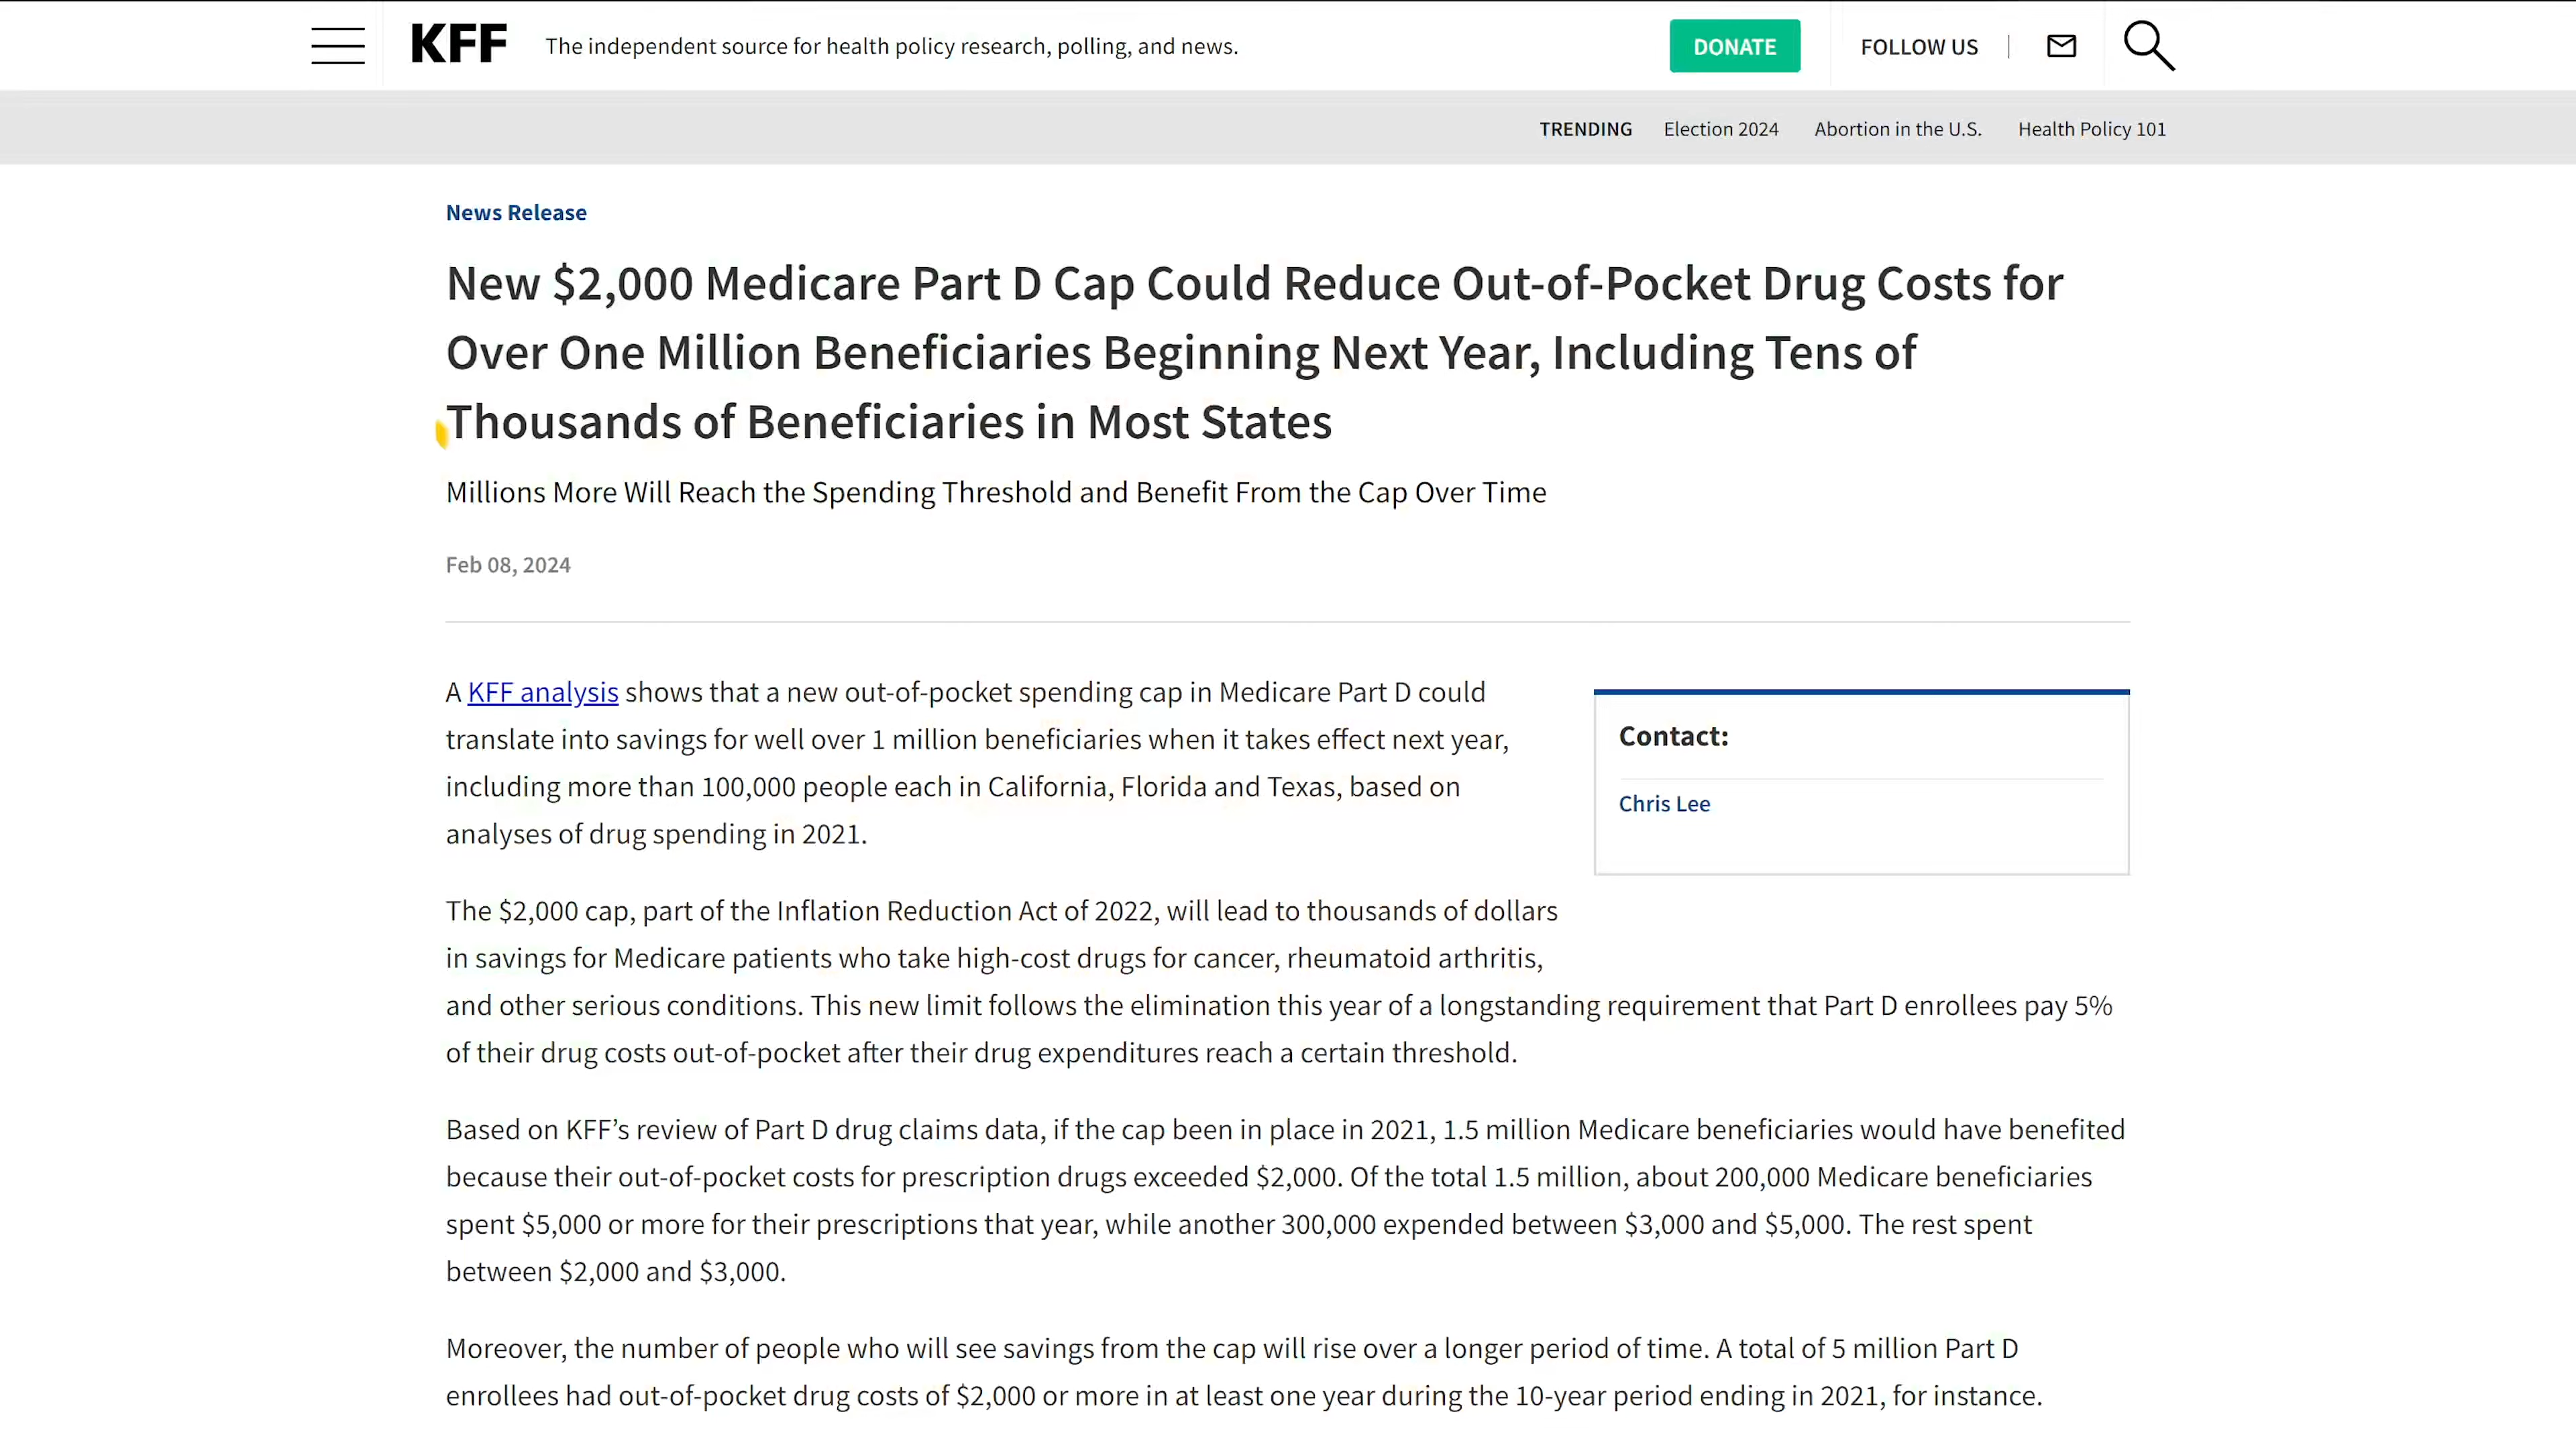 KFF The independent source for health policy research, polling, and news. DONATE FOLLOW US
TRENDING Election 2024 Abortion in the U.S. Health Policy 101
News Release
New $2,000 Medicare Part D Cap Could Reduce Out-of-Pocket Drug Costs for
Over One Million Beneficiaries Beginning Next Year, Including Tens of
Thousands of Beneficiaries in Most States
Millions More Will Reach the Spending Threshold and Benefit From the Cap Over Time
Feb 08, 2024
A KFF analysis shows that a new out-of-pocket spending cap in Medicare Part D could
translate into savings for well over 1 million beneficiaries when it takes effect next year,
including more than 100,000 people each in California, Florida and Texas, based on
analyses of drug spending in 2021.
Contact:
Chris Lee
The $2,000 cap, part of the Inflation Reduction Act of 2022, will lead to thousands of dollars
in savings for Medicare patients who take high-cost drugs for cancer, rheumatoid arthritis,
and other serious conditions. This new limit follows the elimination this year of a longstanding requirement that Part D enrollees pay 5%
of their drug costs out-of-pocket after their drug expenditures reach a certain threshold.
Based on KFF’s review of Part D drug claims data, if the cap been in place in 2021, 1.5 million Medicare beneficiaries would have benefited
because their out-of-pocket costs for prescription drugs exceeded $2,000. Of the total 1.5 million, about 200,000 Medicare beneficiaries
spent $5,000 or more for their prescriptions that year, while another 300,000 expended between $3,000 and $5,000. The rest spent
between $2,000 and $3,000.
Moreover, the number of people who will see savings from the cap will rise over a longer period of time. A total of 5 million Part D
enrollees had out-of-pocket drug costs of $2,000 or more in at least one year during the 10-year period ending in 2021, for instance.